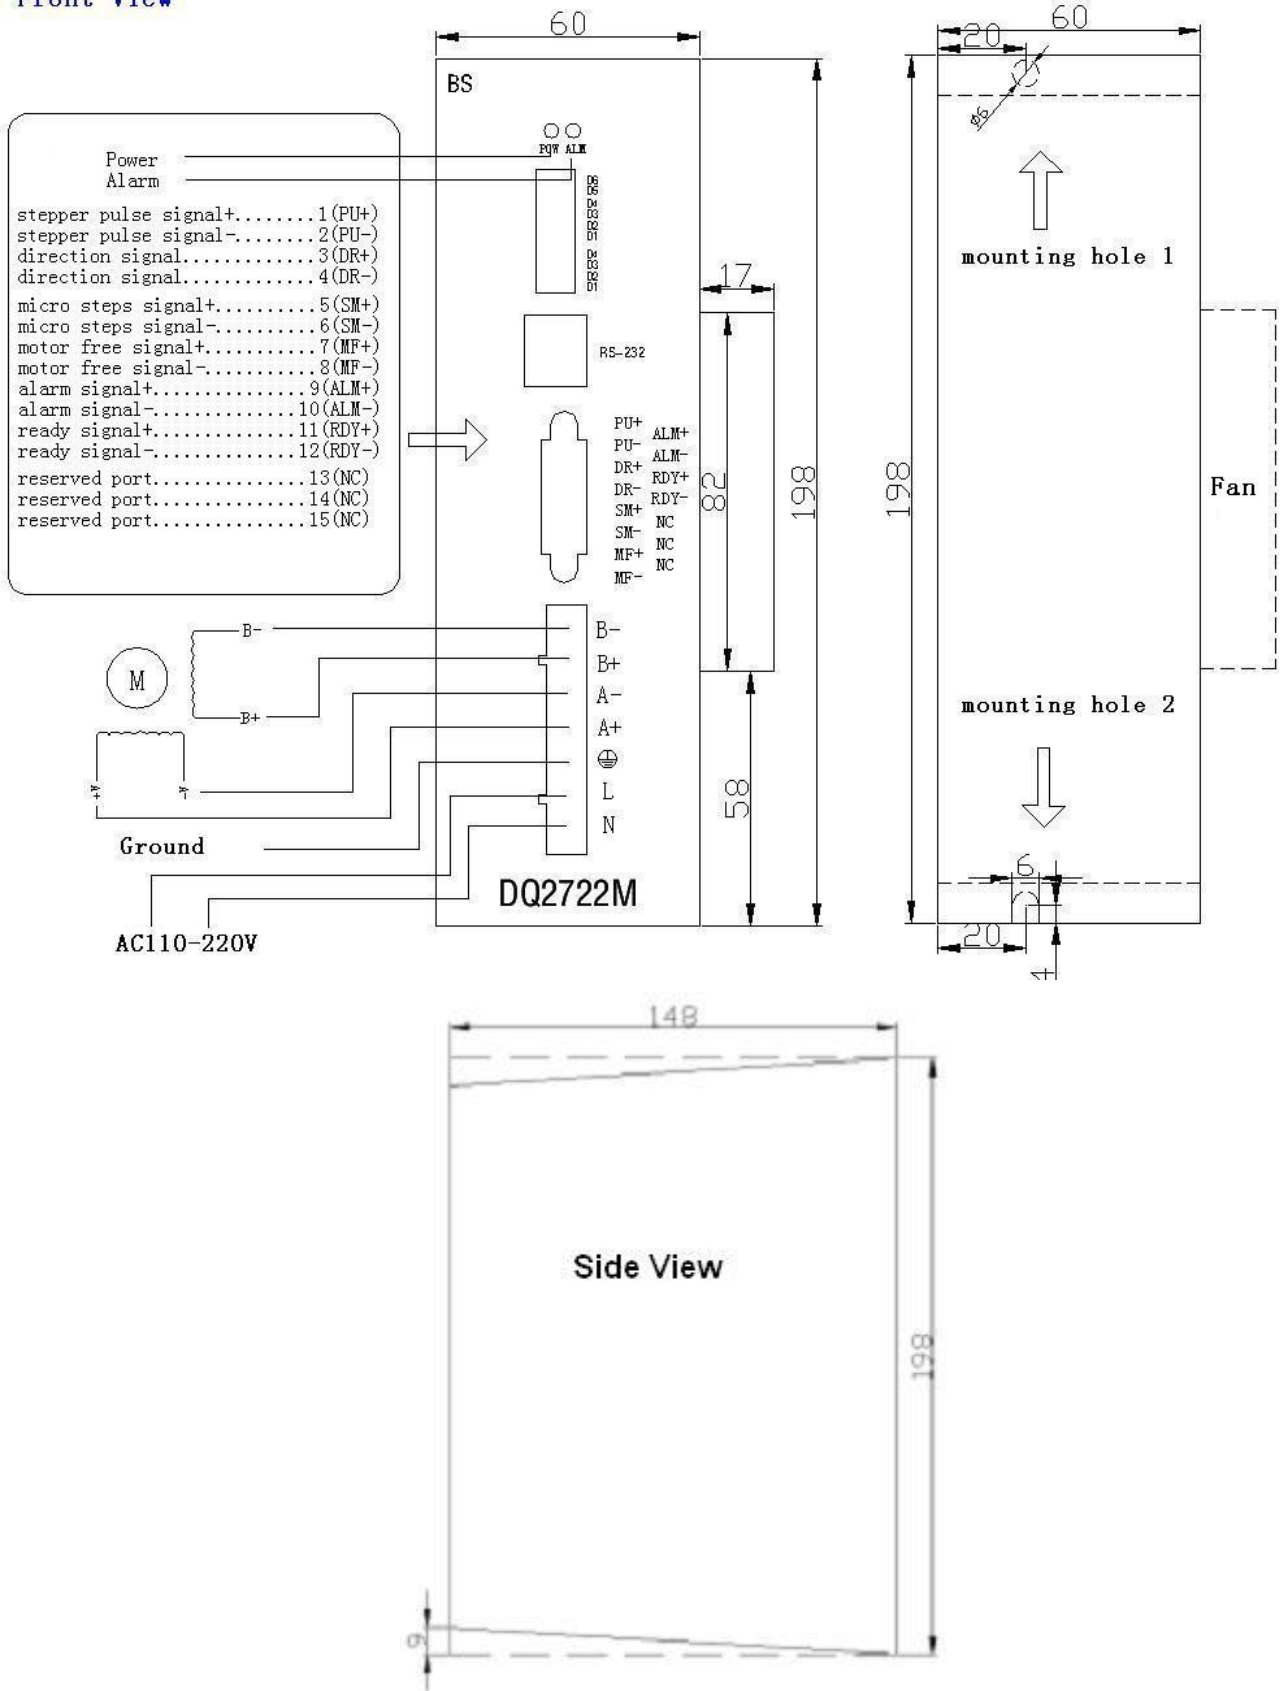 Front View
60
BS
POW ALM
Power
Alarm
D6
D5
D4
D3
D2
D1
D4
D3
D2
D1
stepper pulse signal+........1(PU+)
stepper pulse signal-........2(PU-)
direction signal.............3(DR+)
direction signal.............4(DR-)
micro steps signal+..........5(SM+)
micro steps signal-..........6(SM-)
motor free signal+...........7(MF+)
motor free signal-...........8(MF-)
alarm signal+...............9(ALM+)
alarm signal-..............10(ALM-)
ready signal+..............11(RDY+)
ready signal-..............12(RDY-)
reserved port...............13(NC)
reserved port...............14(NC)
reserved port...............15(NC)
RS-232
PU+
PU-
DR+
DR-
SM+
SM-
MF+
MF-
ALM+
ALM-
RDY+
RDY-
NC
NC
NC
17
82
198
58
M
B-
B+
A+
A-
B-
B+
A-
A+
L
N
Ground
AC110-220V
DQ2722M
60
20
ø6
mounting hole 1
198
Fan
mounting hole 2
6
20
4
148
Side View
198
9